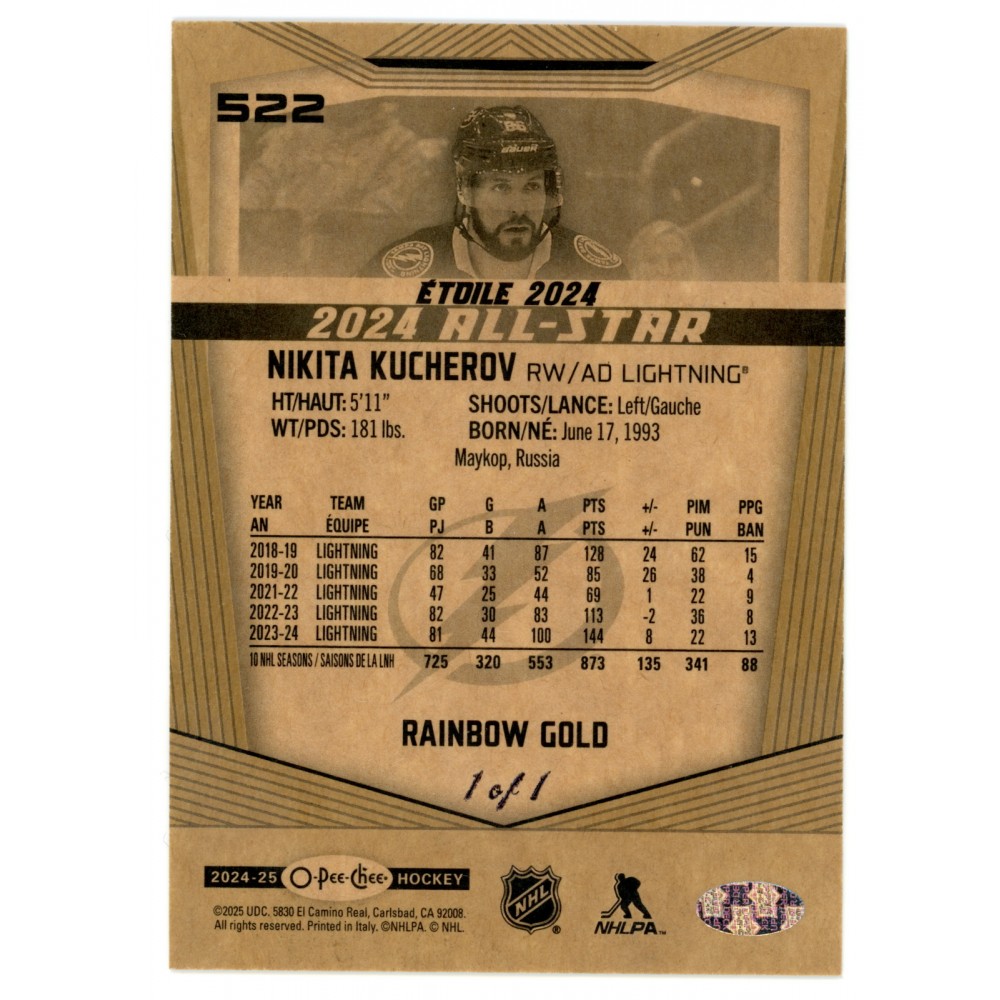 522
86
BAUER
ÉTOILE 2024
2024 ALL-STAR
NIKITA KUCHEROV RW/AD LIGHTNING®
HT/HAUT: 5'11" SHOOTS/LANCE: Left/Gauche
WT/PDS: 181 lbs. BORN/NÉ: June 17, 1993
Maykop, Russia
YEAR TEAM GP G A PTS +/- PIM PPG
AN ÉQUIPE PJ B A PTS +/- PUN BAN
2018-19 LIGHTNING 82 41 87 128 24 62 15
2019-20 LIGHTNING 68 33 52 85 26 38 4
2021-22 LIGHTNING 47 25 44 69 1 22 9
2022-23 LIGHTNING 82 30 83 113 -2 36 8
2023-24 LIGHTNING 81 44 100 144 8 22 13
10 NHL SEASONS / SAISONS DE LA LNH 725 320 553 873 135 341 88
RAINBOW GOLD
1 of 1
2024-25 O-Pee-Chee® HOCKEY
©2025 UDC. 5830 El Camino Real, Carlsbad, CA 92008.
All rights reserved. Printed in Italy. ©NHLPA. © NHL.
NHL®
NHLPA™